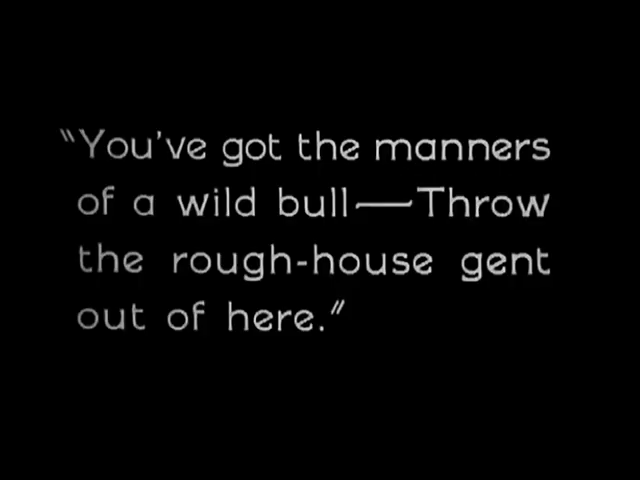 "You've got the manners
of a wild bull—Throw
the rough-house gent
out of here."